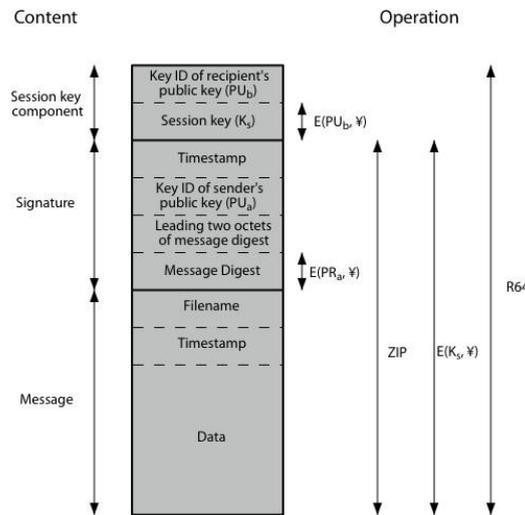 Content
Operation
Session key
component
Key ID of recipient's
public key (PUb)
Session key (Ks)
E(PUb, ¥)
Signature
Timestamp
Key ID of sender's
public key (PUa)
Leading two octets
of message digest
Message Digest
E(PRa, ¥)
Message
Filename
Timestamp
Data
ZIP
E(Ks, ¥)
R64